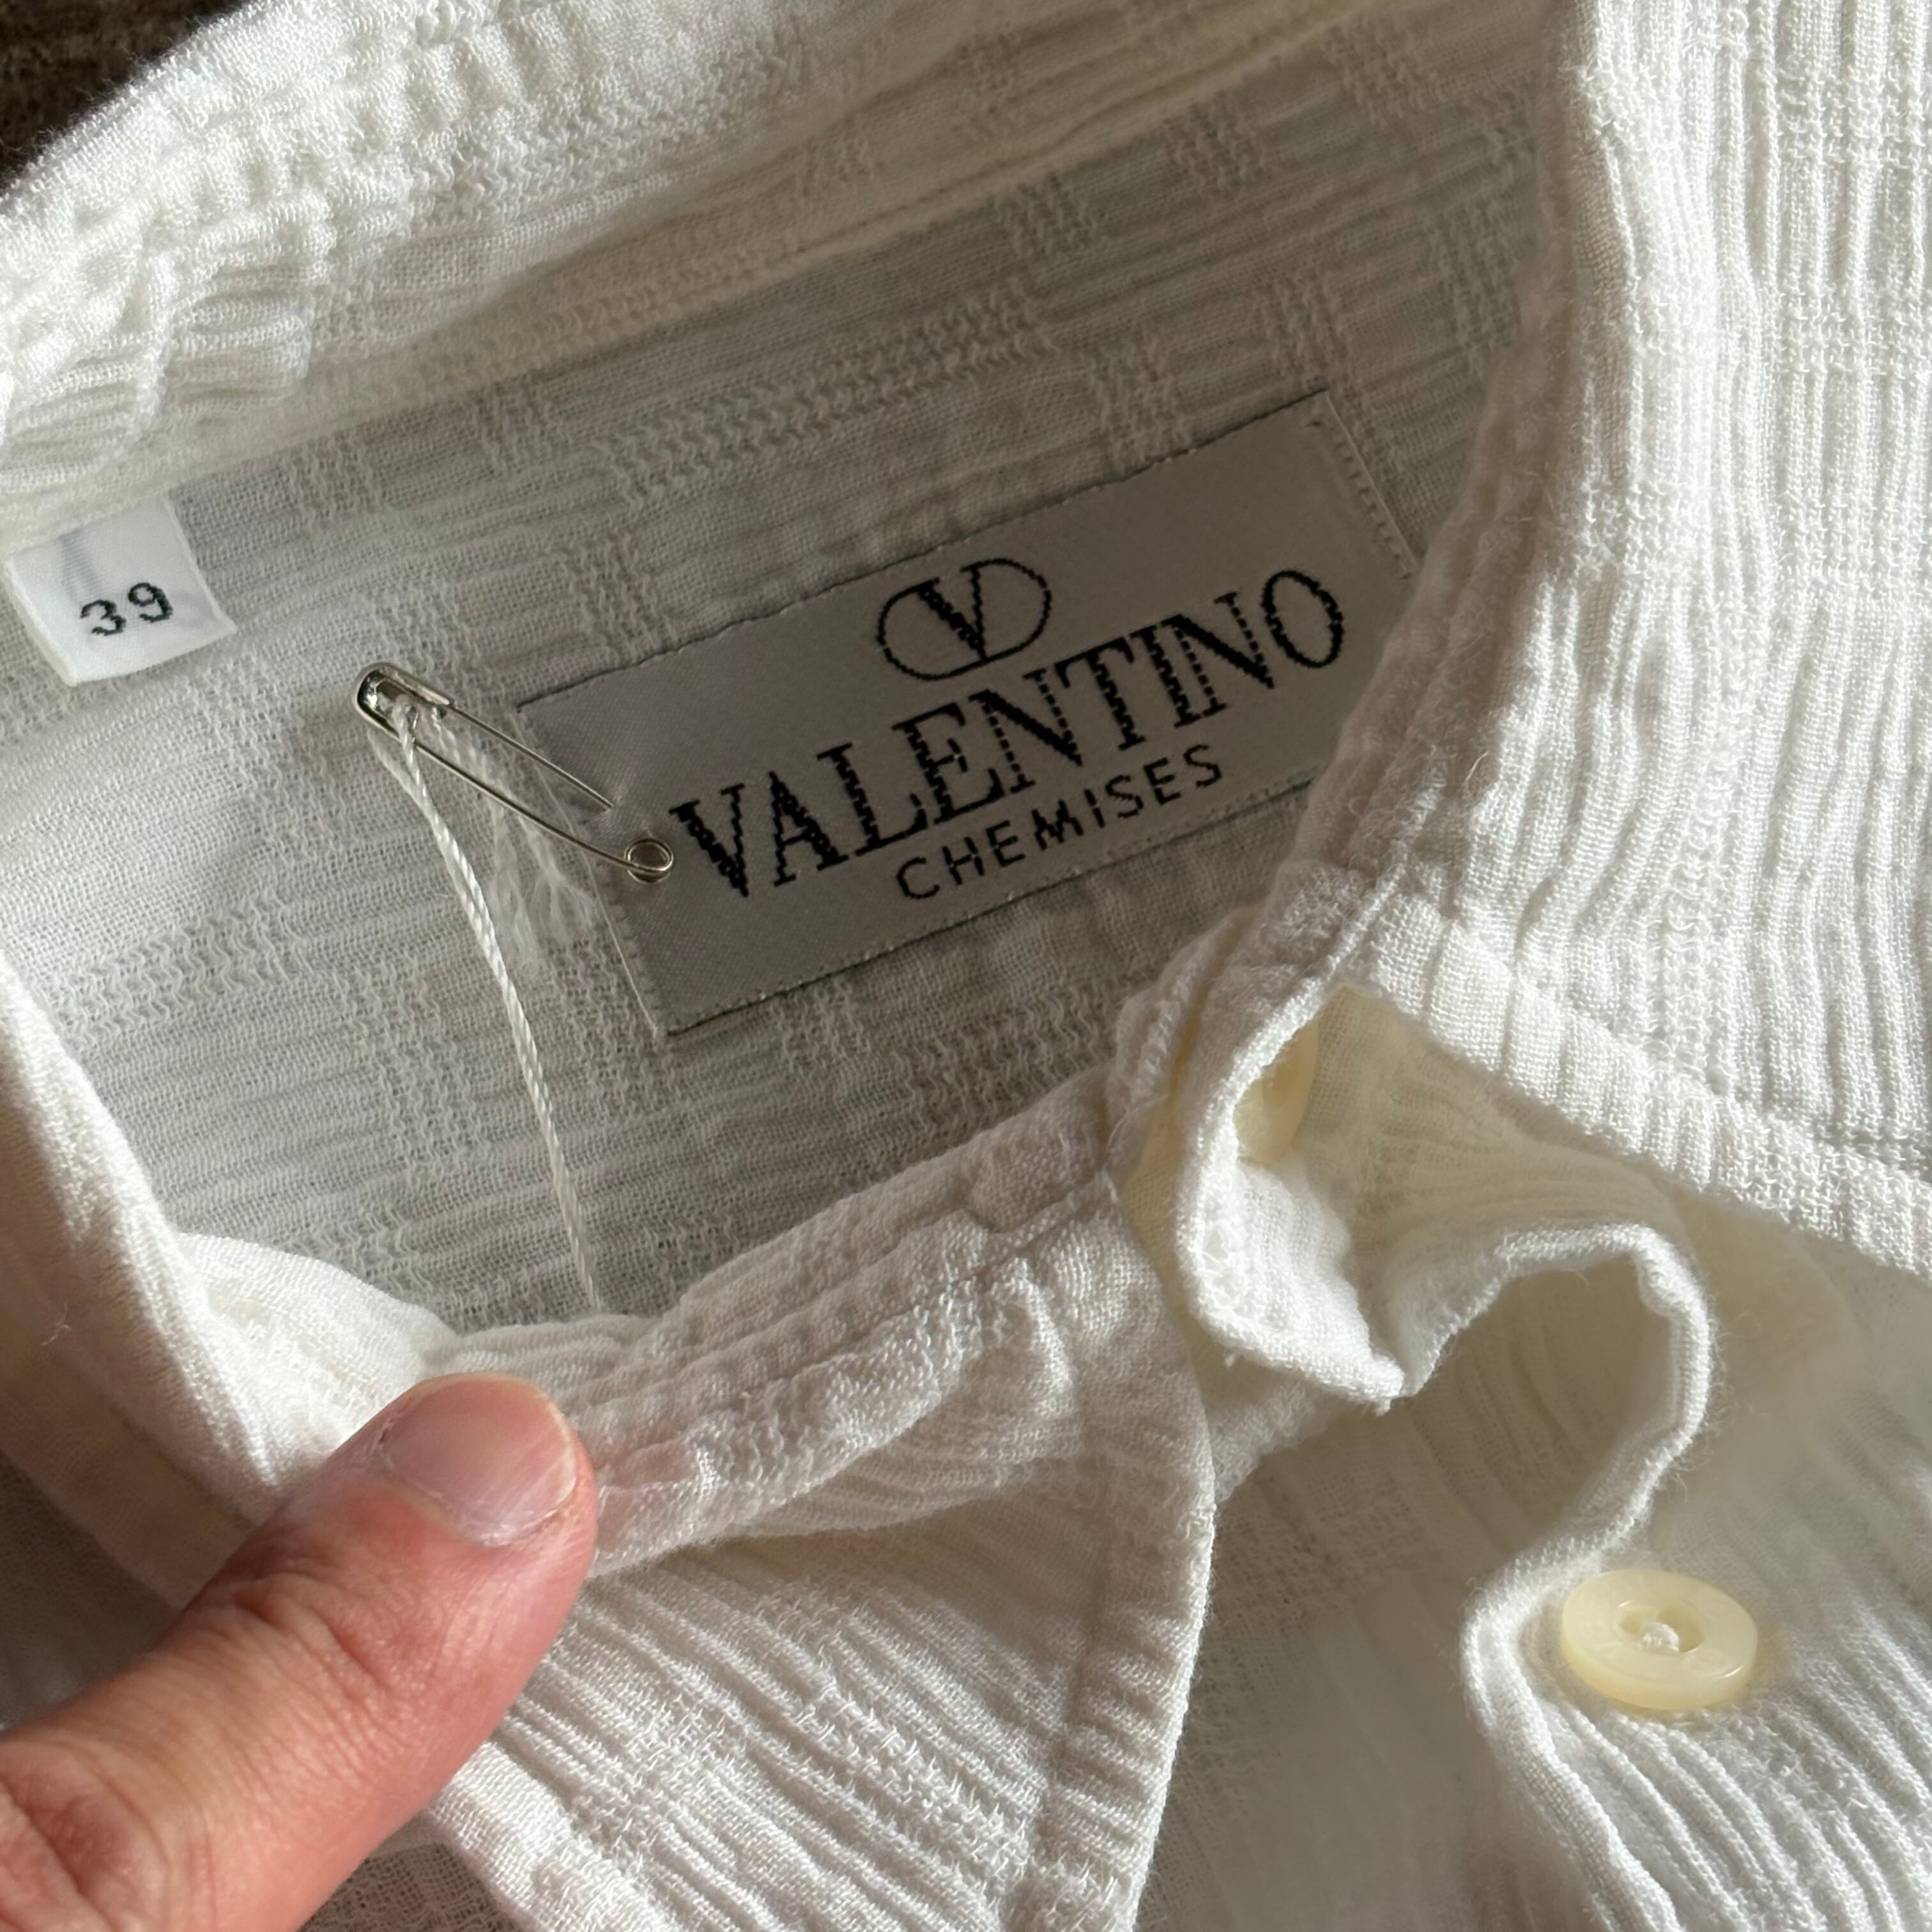 39
V
VALENTINO
CHEMISES